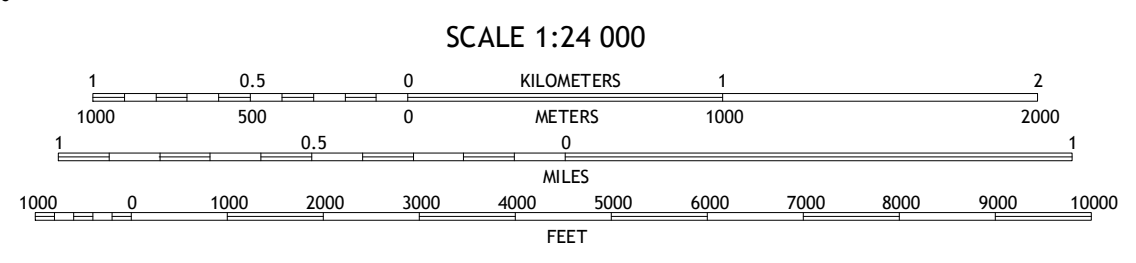 SCALE 1:24 000
1 0.5 0 KILOMETERS 1 2
1000 500 0 METERS 1000 2000
1 0.5 0 1
MILES
1000 0 1000 2000 3000 4000 5000 6000 7000 8000 9000 10000
FEET